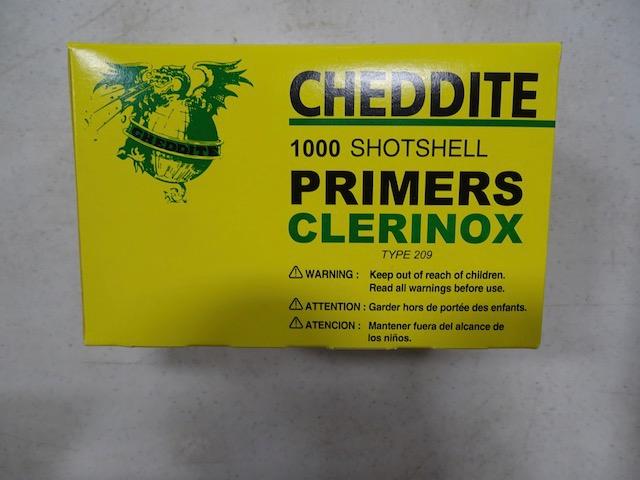 CHEDDITE
CHEDDITE
1000 SHOTSHELL
PRIMERS
CLERINOX
TYPE 209
WARNING : Keep out of reach of children.
Read all warnings before use.
ATTENTION : Garder hors de portée des enfants.
ATENCION : Mantener fuera del alcance de
los niños.